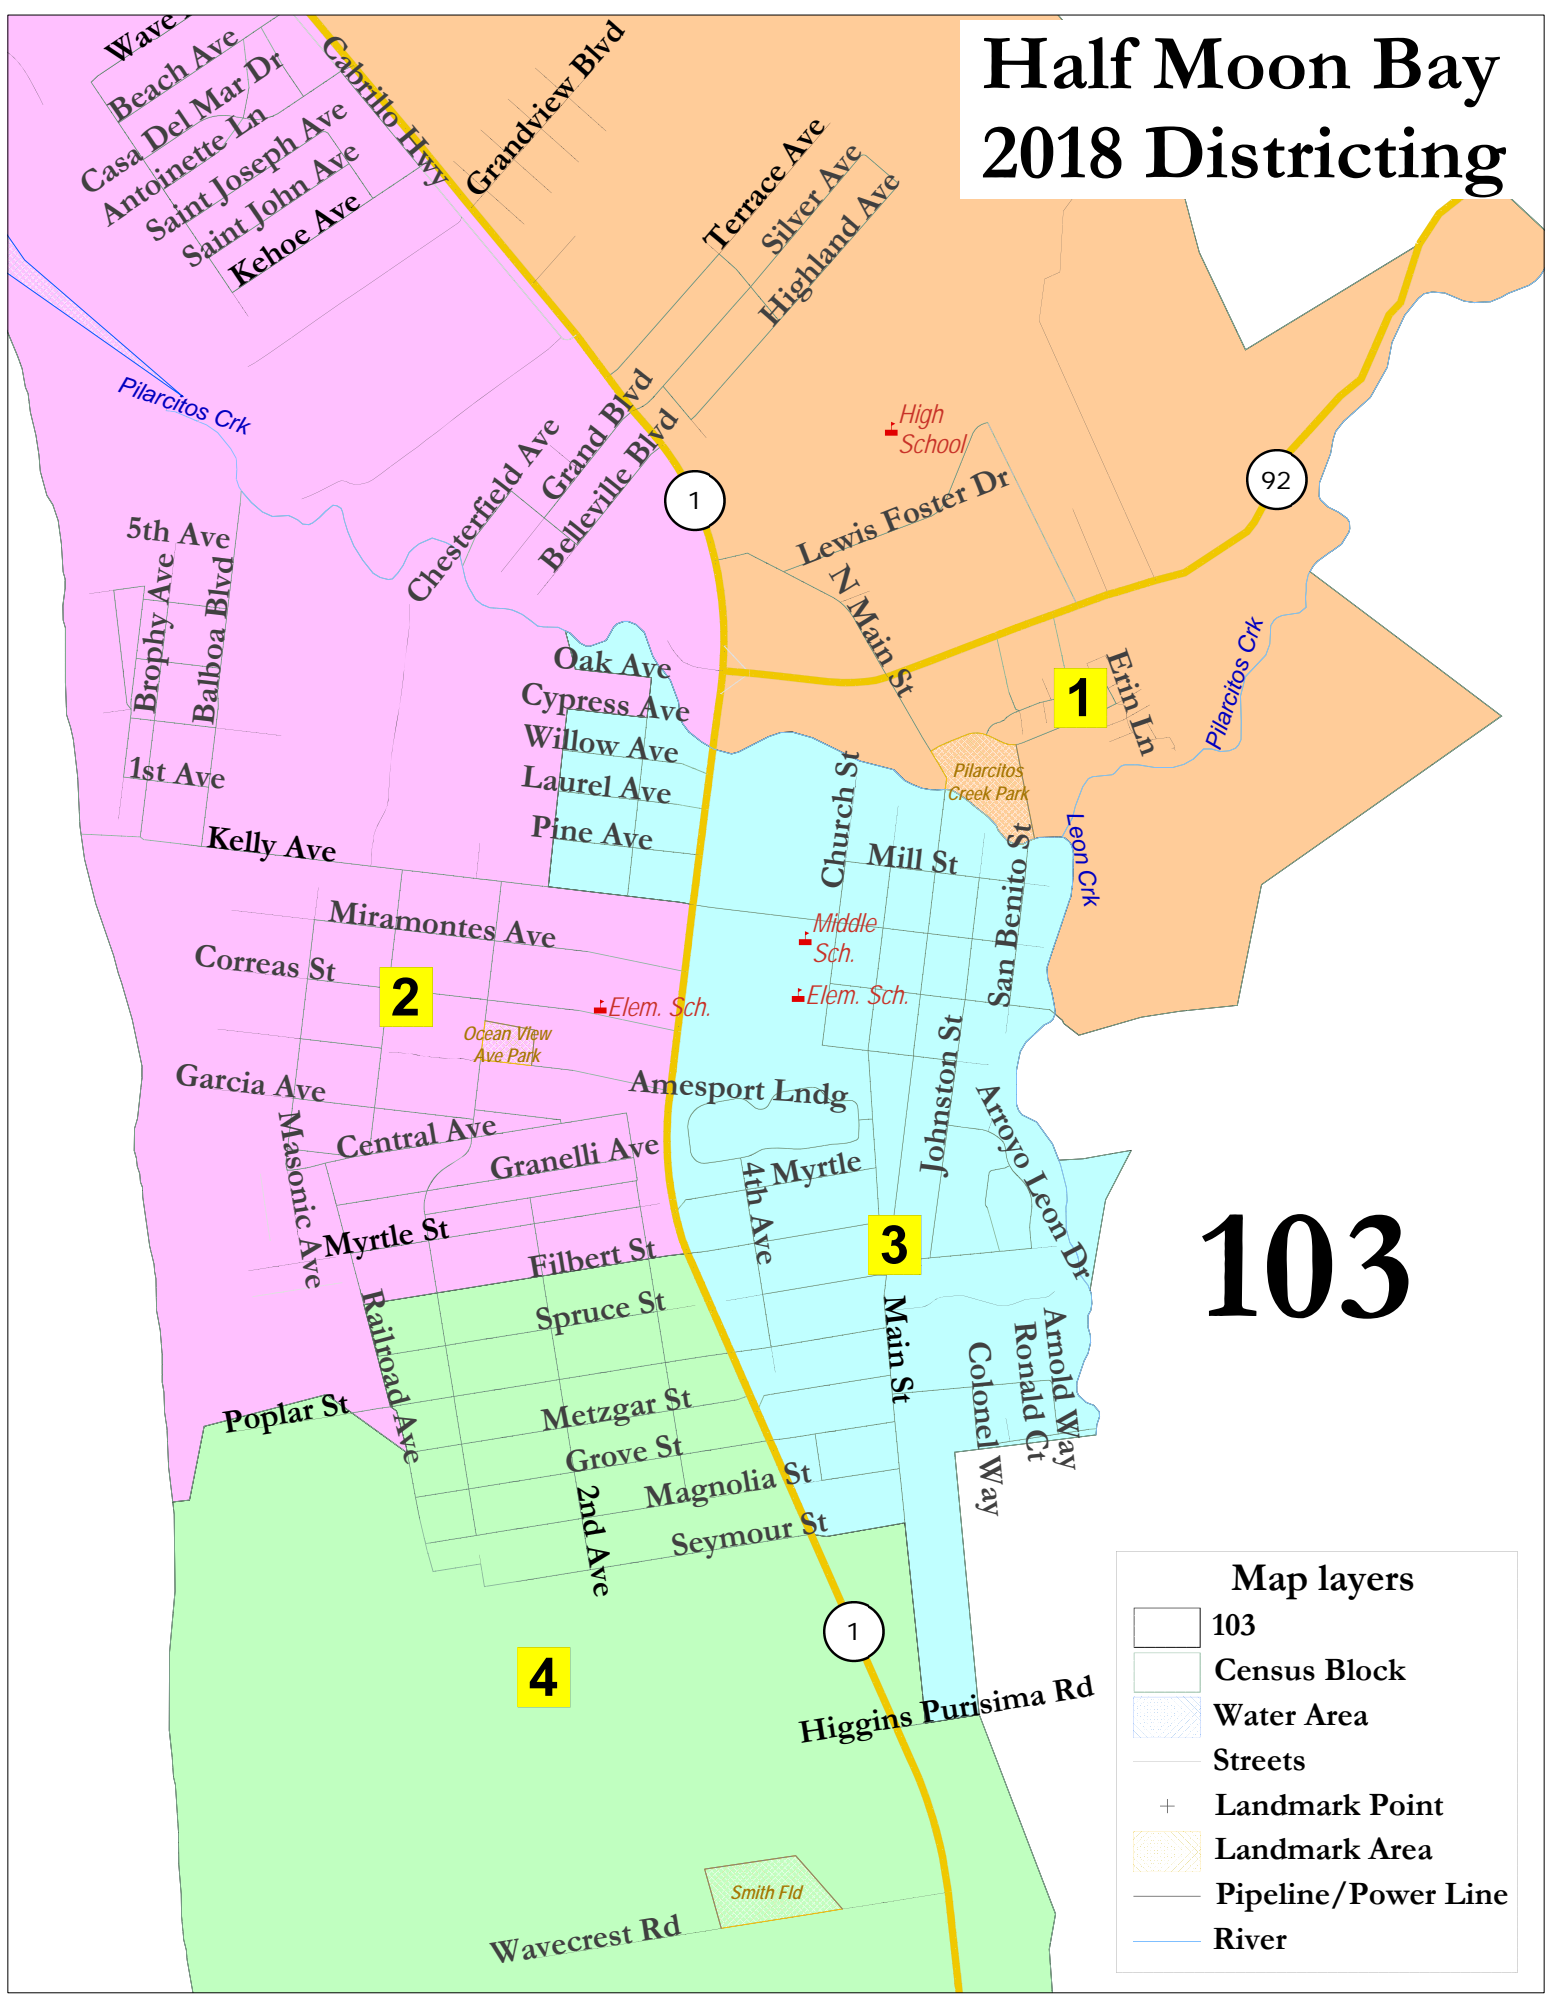 Half Moon Bay
2018 Districting
Wave
Beach Ave
Casa Del Mar Dr
Antoinette Ln
Saint Joseph Ave
Saint John Ave
Kehoe Ave
Cabrillo Hwy
Grandview Blvd
Terrace Ave
Silver Ave
Highland Ave
Pilarcitos Crk
Chesterfield Ave
Grand Blvd
Belleville Blvd
1
High
School
Lewis Foster Dr
92
N Main St
5th Ave
Brophy Ave
Balboa Blvd
1st Ave
Oak Ave
Cypress Ave
Willow Ave
Laurel Ave
Pine Ave
1
Erin Ln
Pilarcitos Crk
Pilarcitos
Creek Park
Leon Crk
Kelly Ave
Church St
Mill St
San Benito St
Miramontes Ave
Correas St
2
Middle
Sch.
Elem. Sch.
Elem. Sch.
Ocean View
Ave Park
Garcia Ave
Amesport Lndg
Johnston St
Arroyo Leon Dr
Masonic Ave
Central Ave
Granelli Ave
4th Ave
Myrtle
Myrtle St
Filbert St
3
103
Railroad Ave
Spruce St
Main St
Colonel Way
Ronald Ct
Arnold Way
Poplar St
Metzgar St
Grove St
Magnolia St
2nd Ave
Seymour St
1
4
Higgins Purisima Rd
Smith Fld
Wavecrest Rd
Map layers
103
Census Block
Water Area
Streets
Landmark Point
Landmark Area
Pipeline/Power Line
River